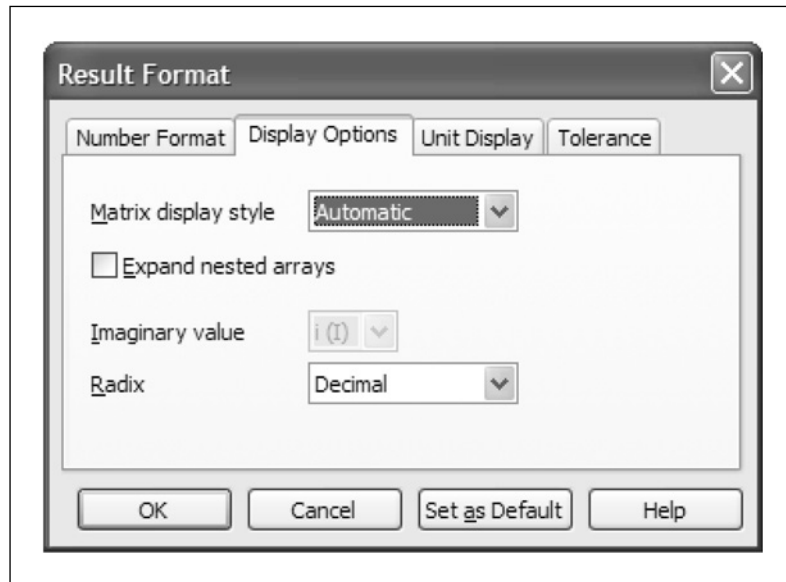 Result Format
Number Format Display Options Unit Display Tolerance
Matrix display style Automatic
Expand nested arrays
Imaginary value i (I)
Radix Decimal
OK Cancel Set as Default Help